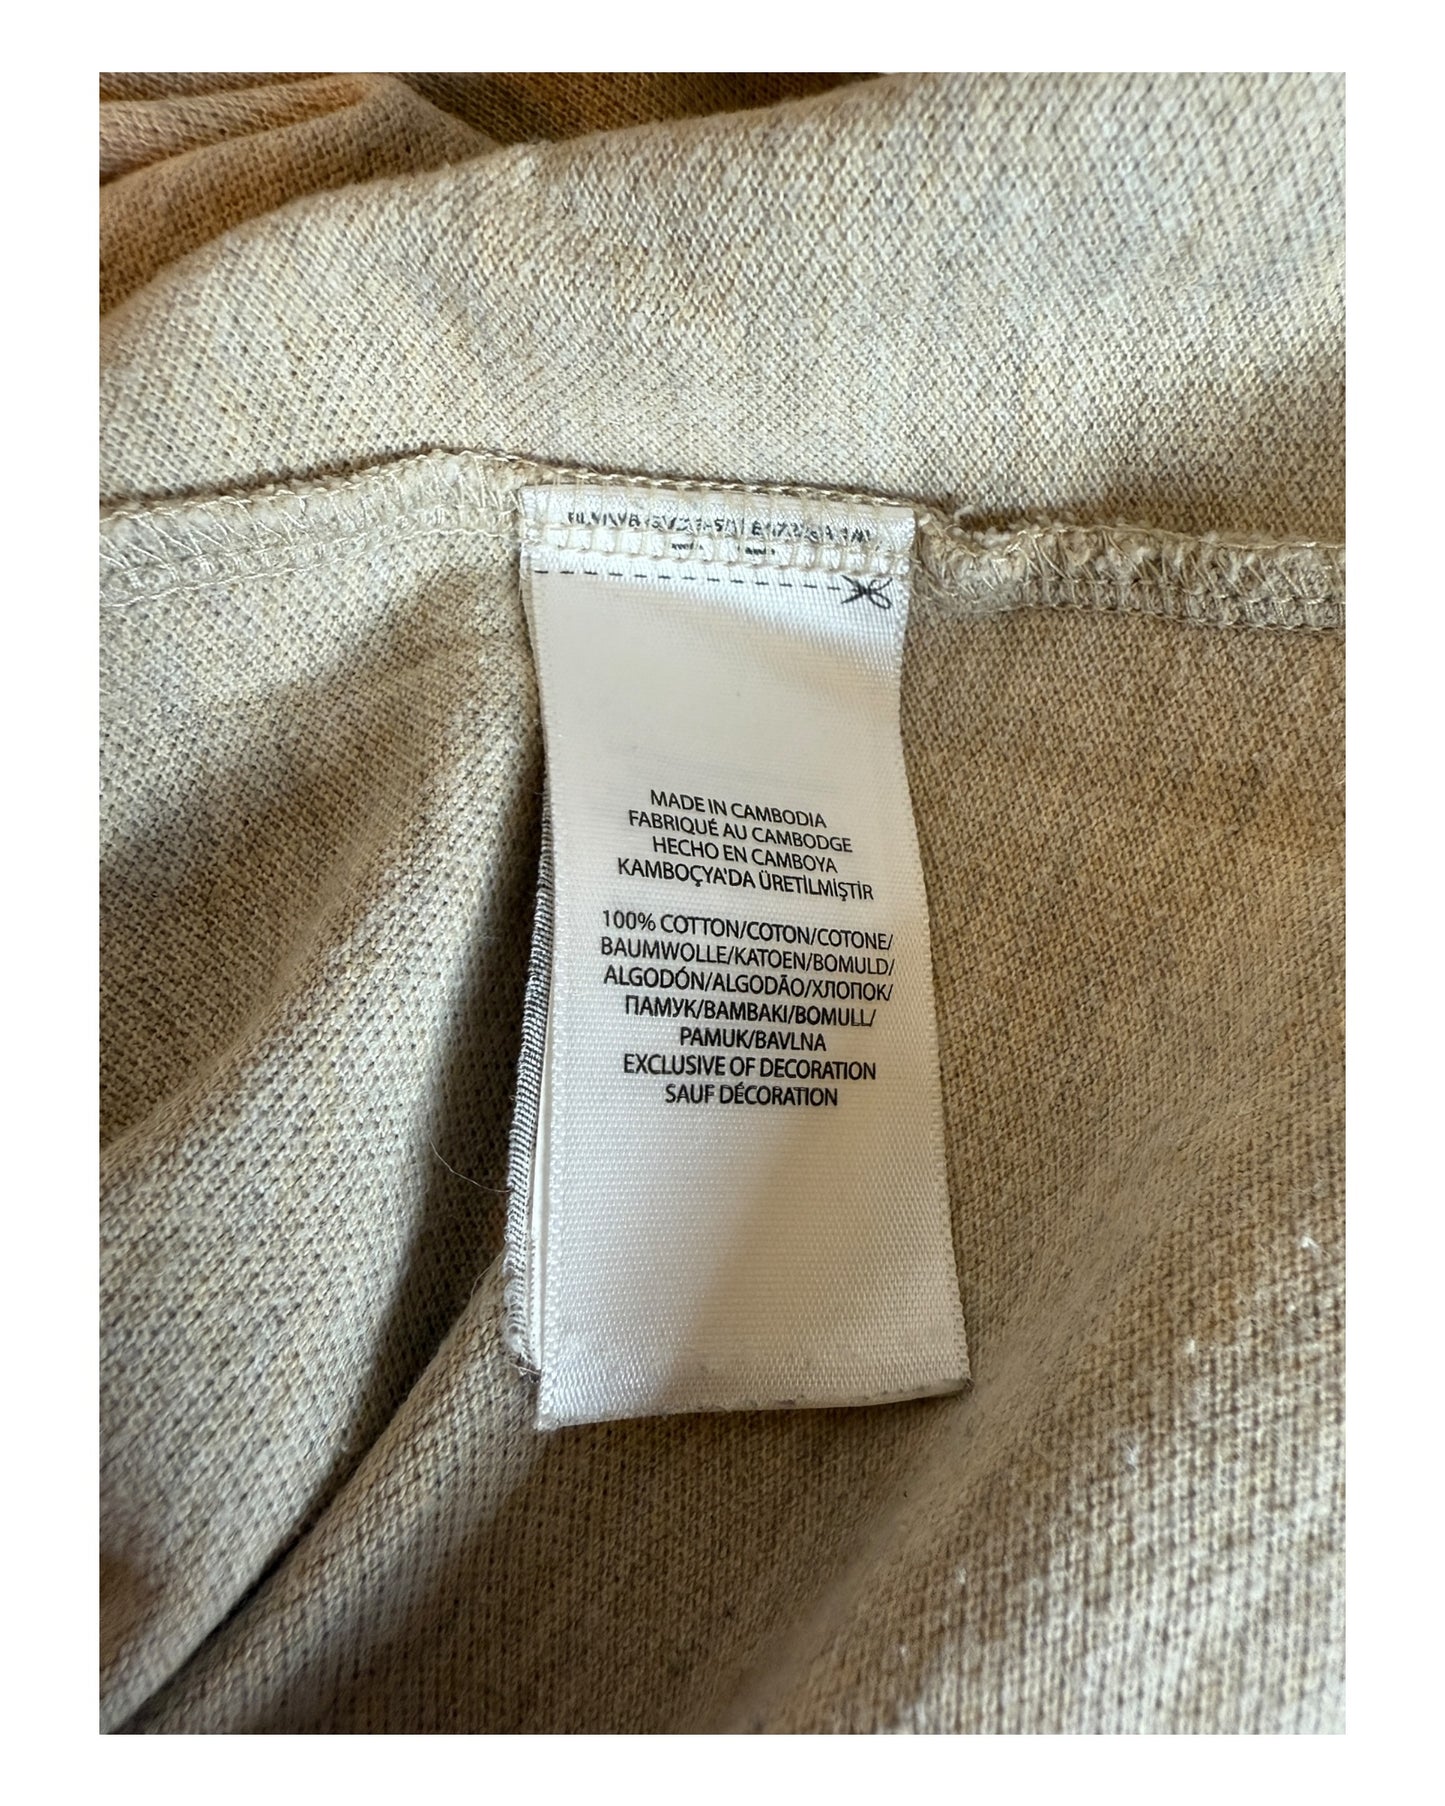 MADE IN CAMBODIA
FABRIQUÉ AU CAMBODGE
HECHO EN CAMBOYA
KAMBOÇYA'DA ÜRETİLMİŞTİR
100% COTTON/COTON/COTONE/
BAUMWOLLE/KATOEN/BOMULD/
ALGODÓN/ALGODÃO/ХЛОПОК/
ПАМУК/BAMBAKI/BOMULL/
PAMUK/BAVLNA
EXCLUSIVE OF DECORATION
SAUF DÉCORATION